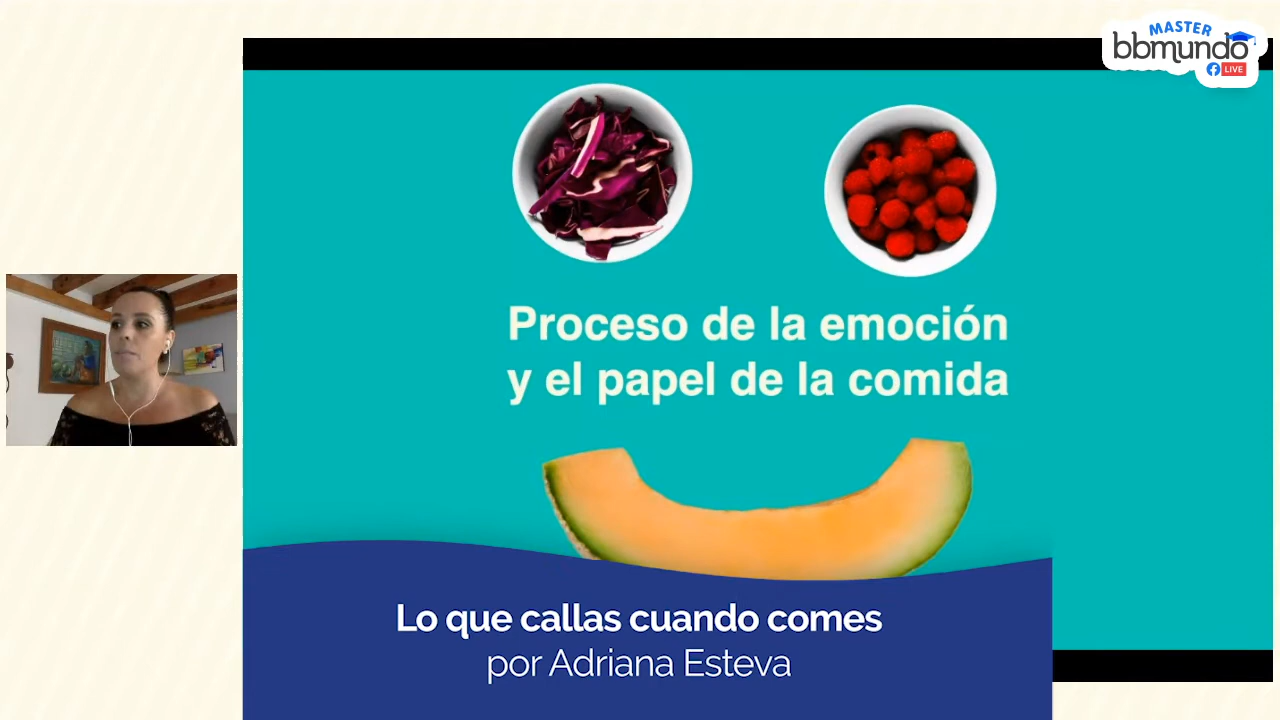 MASTER
bbmundo
LIVE
Proceso de la emoción
y el papel de la comida
Lo que callas cuando comes
por Adriana Esteva